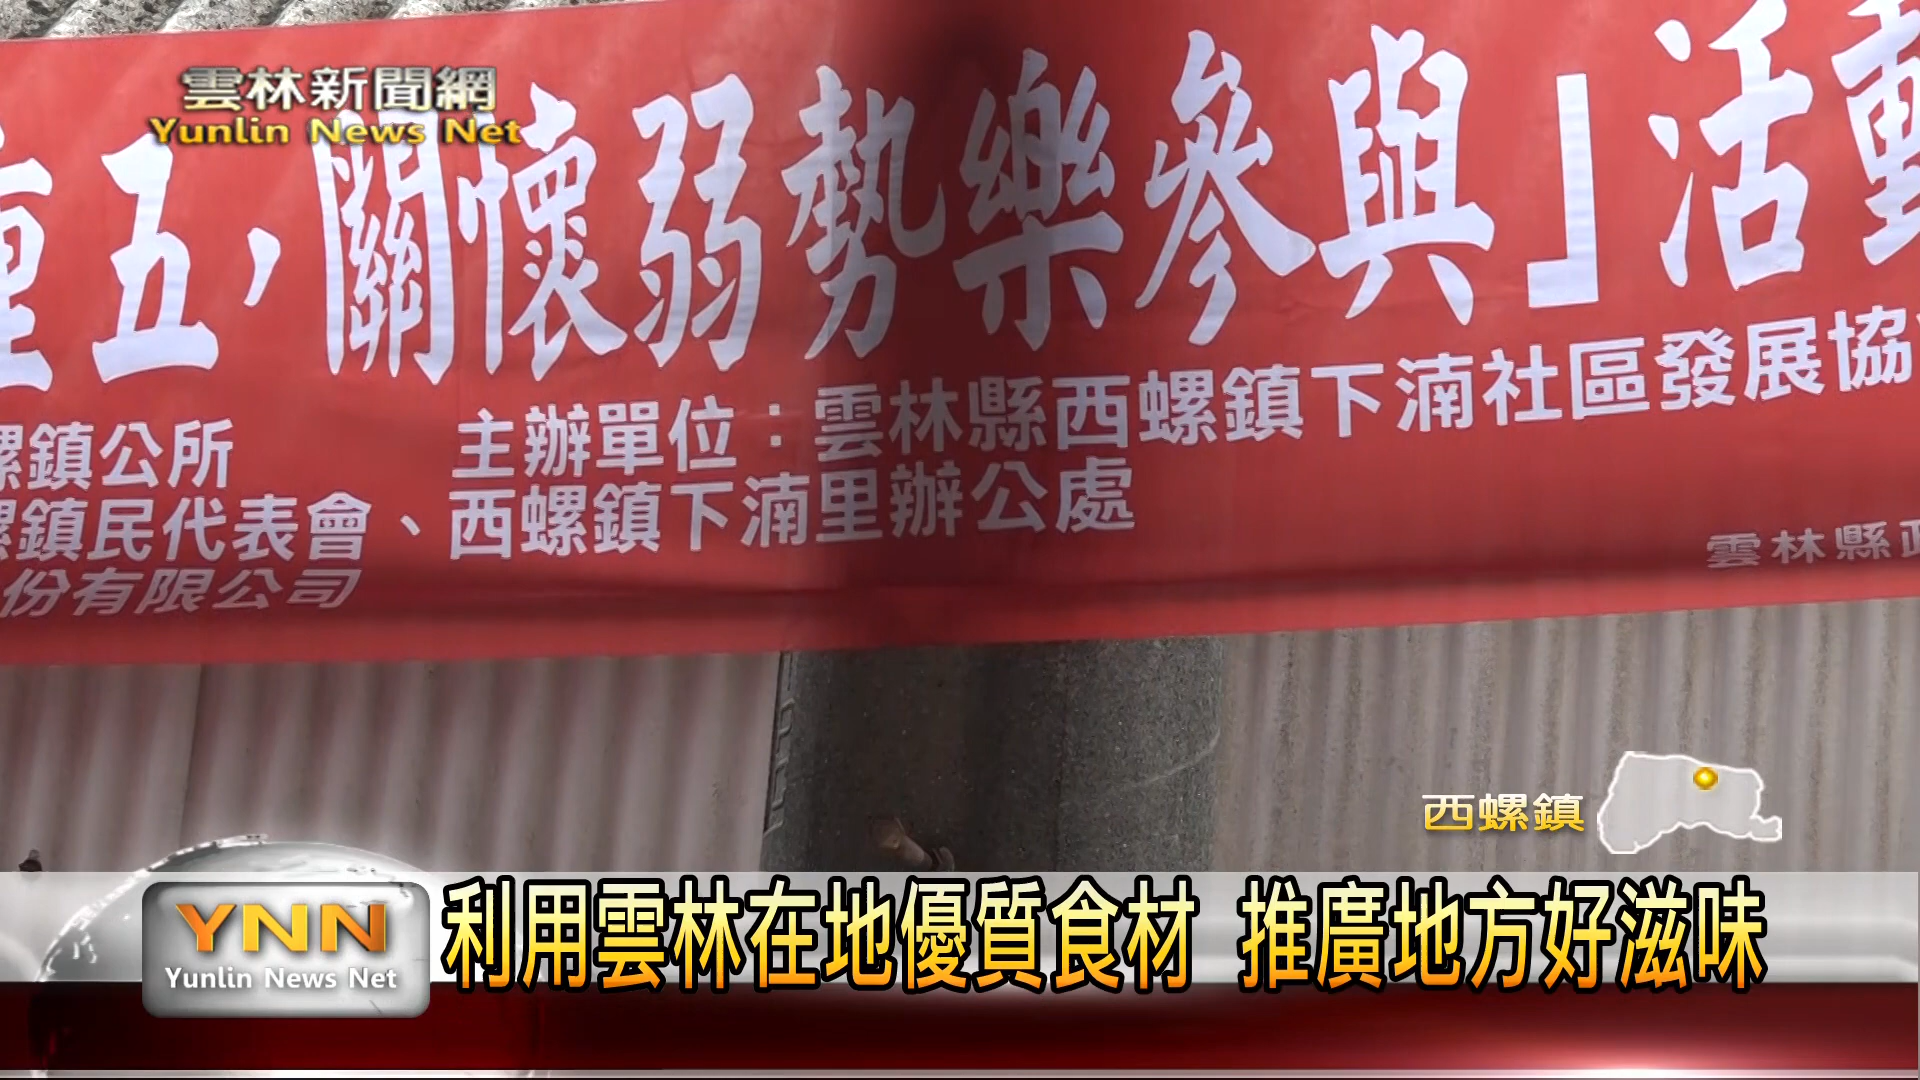 雲林新聞網
Yunlin News Net
重五,關懷弱勢樂參與」活動
螺鎮公所 主辦單位：雲林縣西螺鎮下湳社區發展協
螺鎮民代表會、西螺鎮下湳里辦公處
份有限公司
雲林縣政
西螺鎮
YNN
Yunlin News Net
利用雲林在地優質食材 推廣地方好滋味